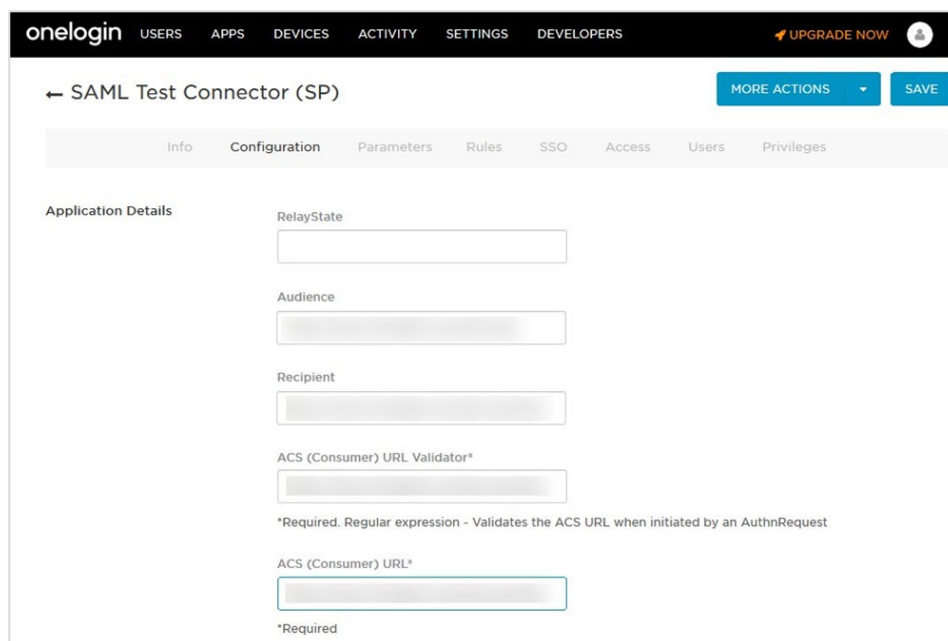 onelogin USERS APPS DEVICES ACTIVITY SETTINGS DEVELOPERS UPGRADE NOW
← SAML Test Connector (SP) MORE ACTIONS SAVE
Info Configuration Parameters Rules SSO Access Users Privileges
Application Details
RelayState
Audience
Recipient
ACS (Consumer) URL Validator*
*Required. Regular expression - Validates the ACS URL when initiated by an AuthnRequest
ACS (Consumer) URL*
*Required